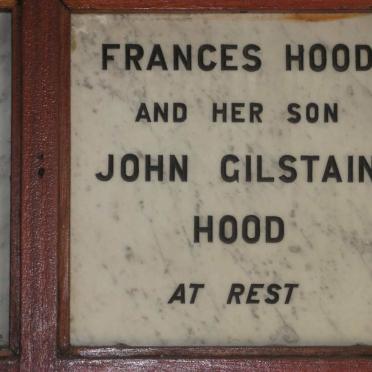 FRANCES HOOD
AND HER SON
JOHN GILSTAIN
HOOD
AT REST